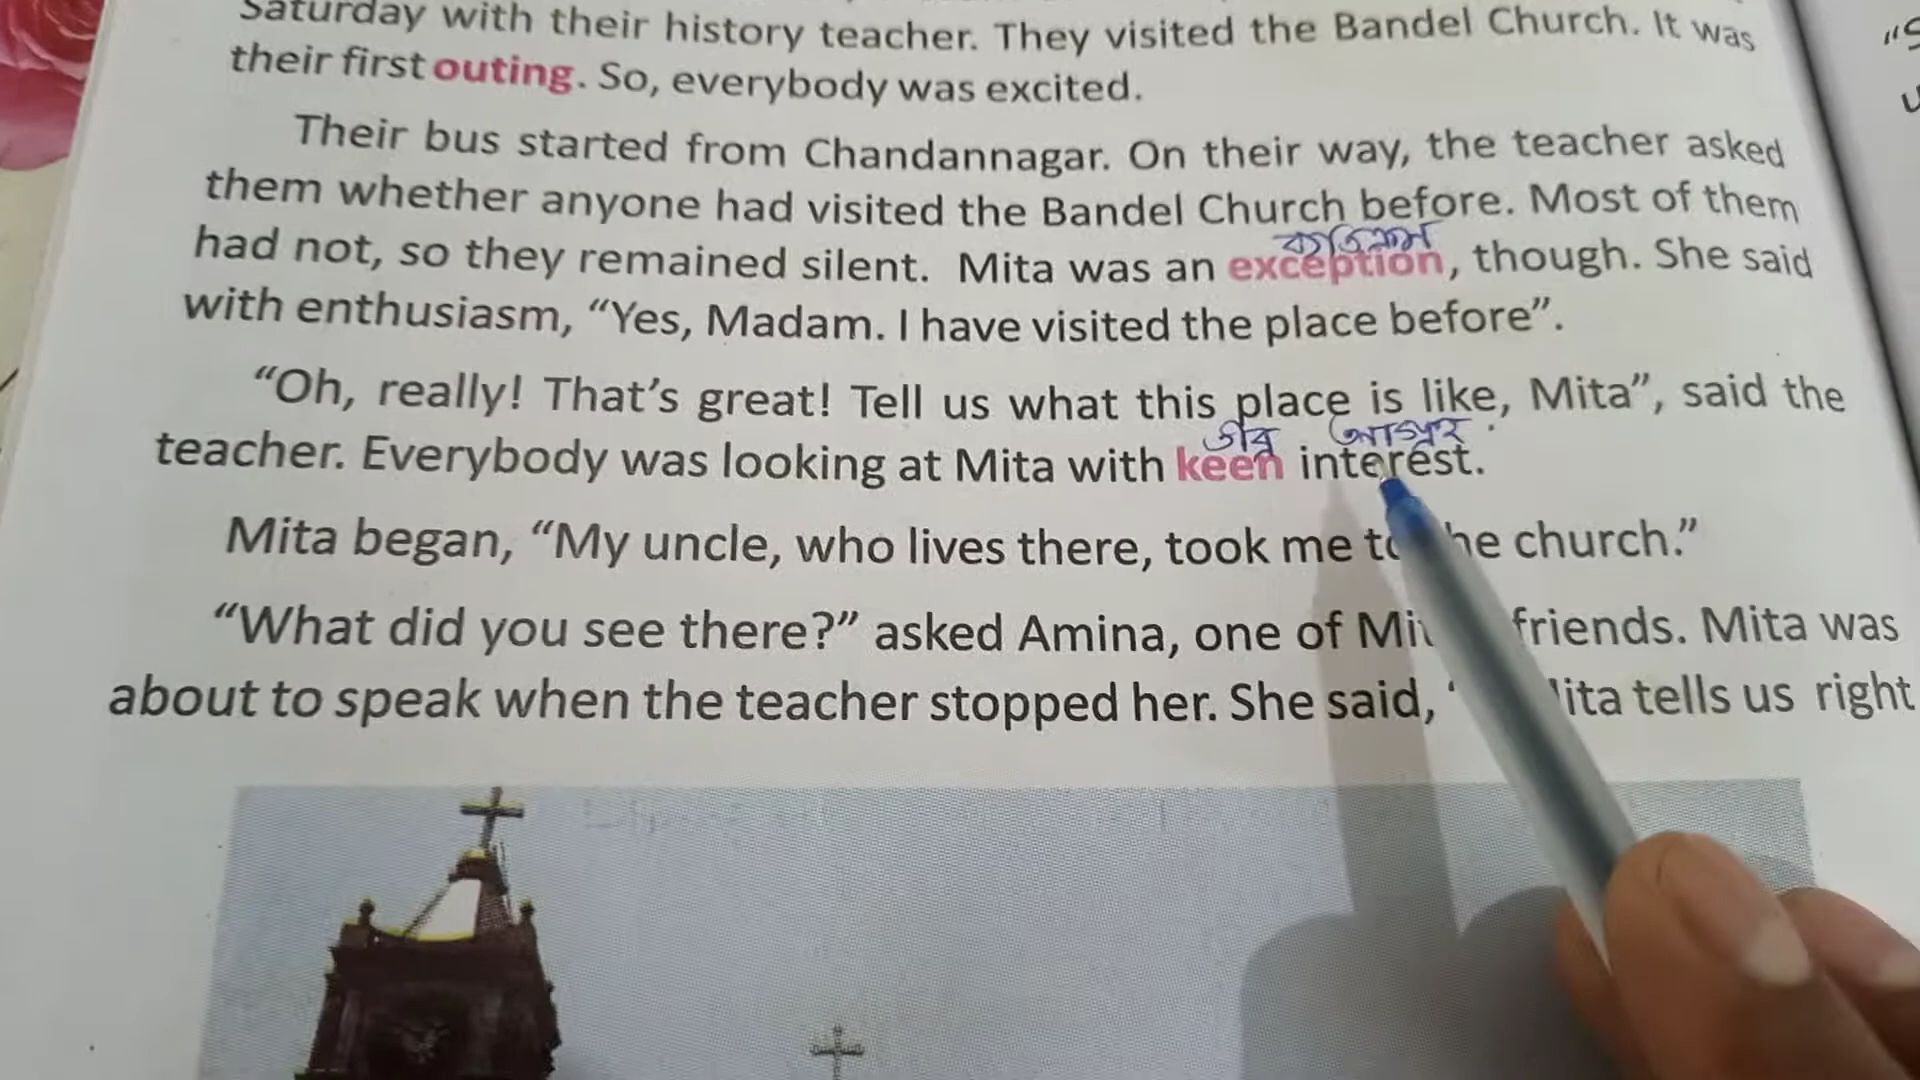 Saturday with their history teacher. They visited the Bandel Church. It was
their first outing. So, everybody was excited.
Their bus started from Chandannagar. On their way, the teacher asked
them whether anyone had visited the Bandel Church before. Most of them
ব্যতিক্রম
had not, so they remained silent. Mita was an exception, though. She said
with enthusiasm, “Yes, Madam. I have visited the place before”.
“Oh, really! That’s great! Tell us what this place is like, Mita”, said the
তীব্র আগ্রহ
teacher. Everybody was looking at Mita with keen interest.
Mita began, “My uncle, who lives there, took me to he church.”
“What did you see there?” asked Amina, one of friends. Mita was
about to speak when the teacher stopped her. She said, ‘ tells us right